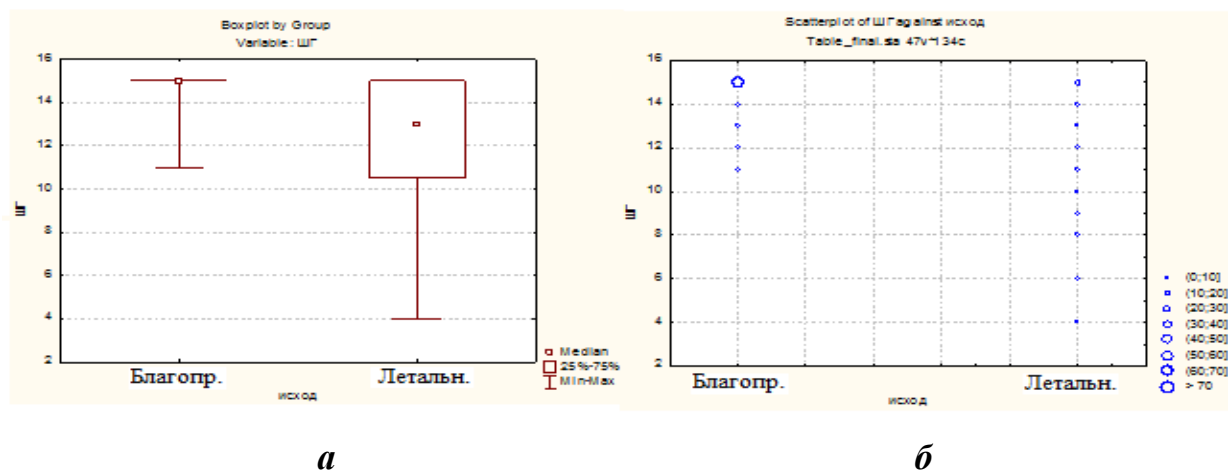 Boxplot by Group
Variable: ШГ
16
14
12
10
8
6
4
2
ШГ
Благопр.
Летальн.
исход
Median
25%-75%
Min-Max
а
Scatterplot of ШГ against исход
Table_final.sta 47v*134c
16
14
12
10
8
6
4
2
ШГ
Благопр.
Летальн.
исход
(0;10]
(10;20]
(20;30]
(30;40]
(40;50]
(50;60]
(60;70]
> 70
б